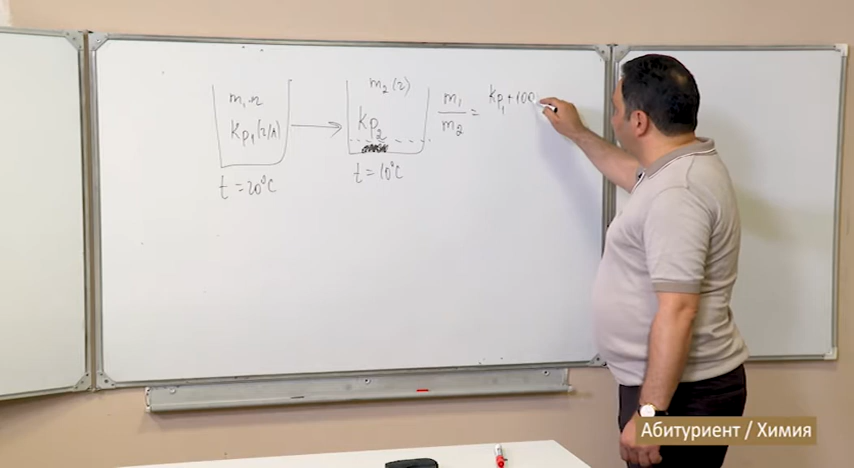 m₁ г
Kp₁ (г/л)
t = 20°C
m₂ (г)
Kp₂
t = 10°C
m₁
m₂
=
Kp₁ + 100
Абитуриент / Химия